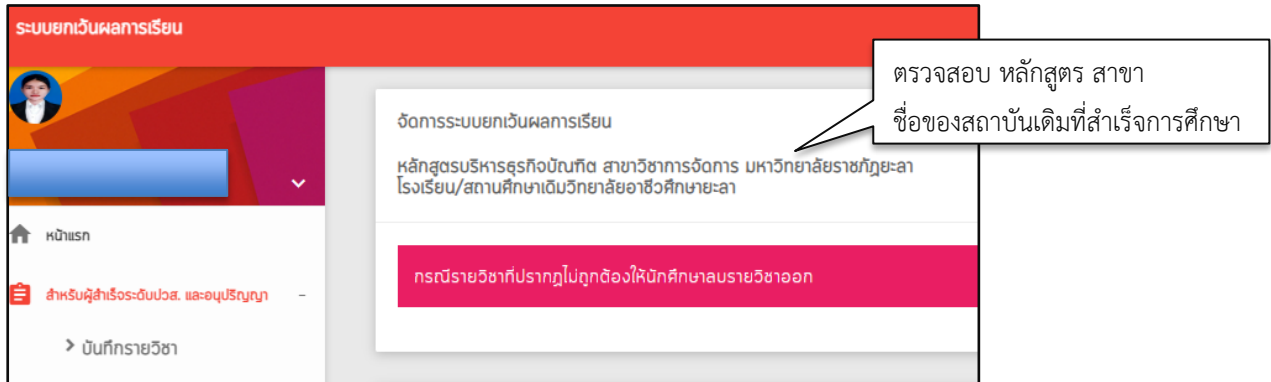 ระบบยกเว้นผลการเรียน
ตรวจสอบ หลักสูตร สาขา
ชื่อของสถาบันเดิมที่สำเร็จการศึกษา
จัดการระบบยกเว้นผลการเรียน
หลักสูตรบริหารธุรกิจบัณฑิต สาขาวิชาการจัดการ มหาวิทยาลัยราชภัฏยะลา
โรงเรียน/สถานศึกษาเดิมวิทยาลัยอาชีวศึกษายะลา
หน้าแรก
กรณีรายวิชาที่ปรากฏไม่ถูกต้องให้นักศึกษาลบรายวิชาออก
สำหรับผู้สำเร็จระดับปวส. และอนุปริญญา -
บันทึกรายวิชา